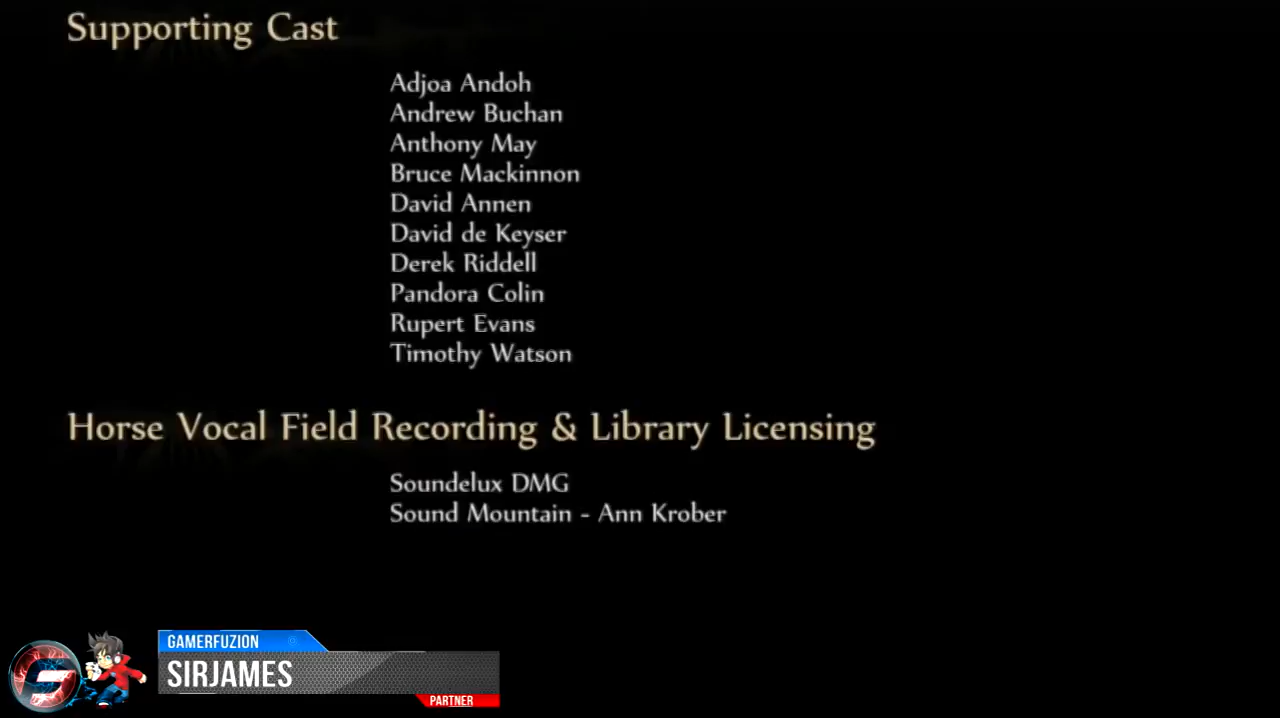 Supporting Cast
Adjoa Andoh
Andrew Buchan
Anthony May
Bruce Mackinnon
David Annen
David de Keyser
Derek Riddell
Pandora Colin
Rupert Evans
Timothy Watson
Horse Vocal Field Recording & Library Licensing
Soundelux DMG
Sound Mountain - Ann Krober
GAMERFUZION
SIRJAMES
PARTNER